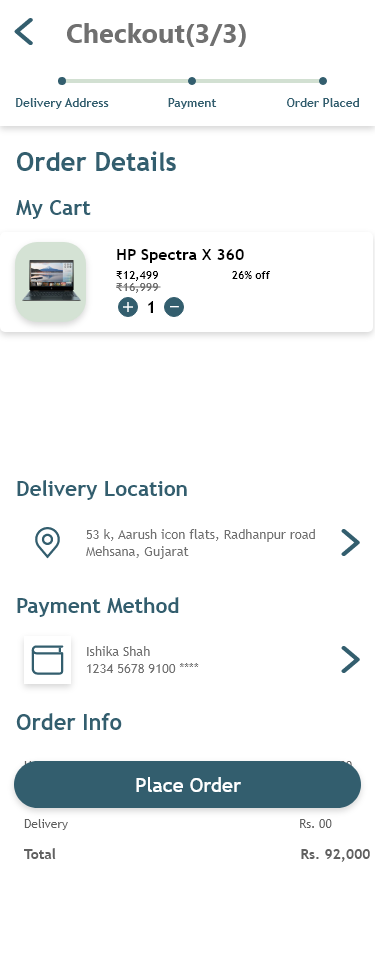 Checkout(3/3)
Delivery Address Payment Order Placed
Order Details
My Cart
HP Spectra X 360
₹12,499 26% off
₹16,999
1
Delivery Location
53 k, Aarush icon flats, Radhanpur road
Mehsana, Gujarat
Payment Method
Ishika Shah
1234 5678 9100 ****
Order Info
Place Order
Delivery Rs. 00
Total Rs. 92,000